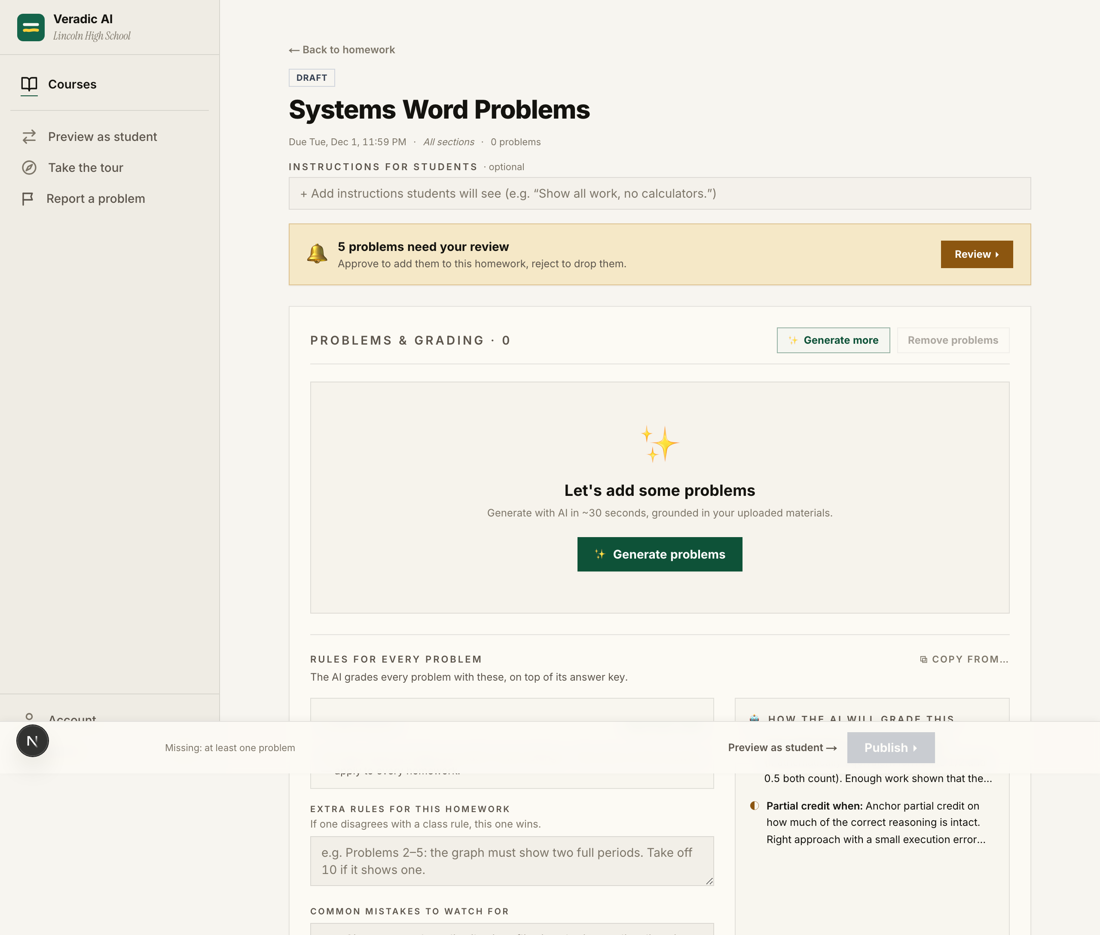 Veradic AI
Lincoln High School
Courses
Preview as student
Take the tour
Report a problem
Account
N
← Back to homework
DRAFT
Systems Word Problems
Due Tue, Dec 1, 11:59 PM · All sections · 0 problems
INSTRUCTIONS FOR STUDENTS · optional
+ Add instructions students will see (e.g. “Show all work, no calculators.”)
5 problems need your review
Approve to add them to this homework, reject to drop them.
Review ›
PROBLEMS & GRADING · 0
Generate more
Remove problems
Let's add some problems
Generate with AI in ~30 seconds, grounded in your uploaded materials.
Generate problems
RULES FOR EVERY PROBLEM
COPY FROM…
The AI grades every problem with these, on top of its answer key.
HOW THE AI WILL GRADE THIS
Missing: at least one problem
Preview as student →
Publish ›
apply to every homework.
0.5 both count). Enough work shown that the…
Partial credit when: Anchor partial credit on
how much of the correct reasoning is intact.
Right approach with a small execution error…
EXTRA RULES FOR THIS HOMEWORK
If one disagrees with a class rule, this one wins.
e.g. Problems 2–5: the graph must show two full periods. Take off
10 if it shows one.
COMMON MISTAKES TO WATCH FOR